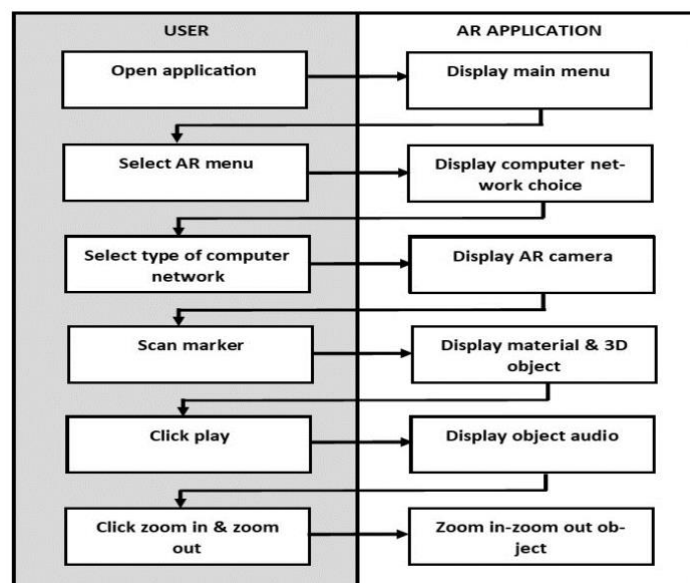 USER
AR APPLICATION
Open application
Display main menu
Select AR menu
Display computer net-
work choice
Select type of computer
network
Display AR camera
Scan marker
Display material & 3D
object
Click play
Display object audio
Click zoom in & zoom
out
Zoom in-zoom out ob-
ject